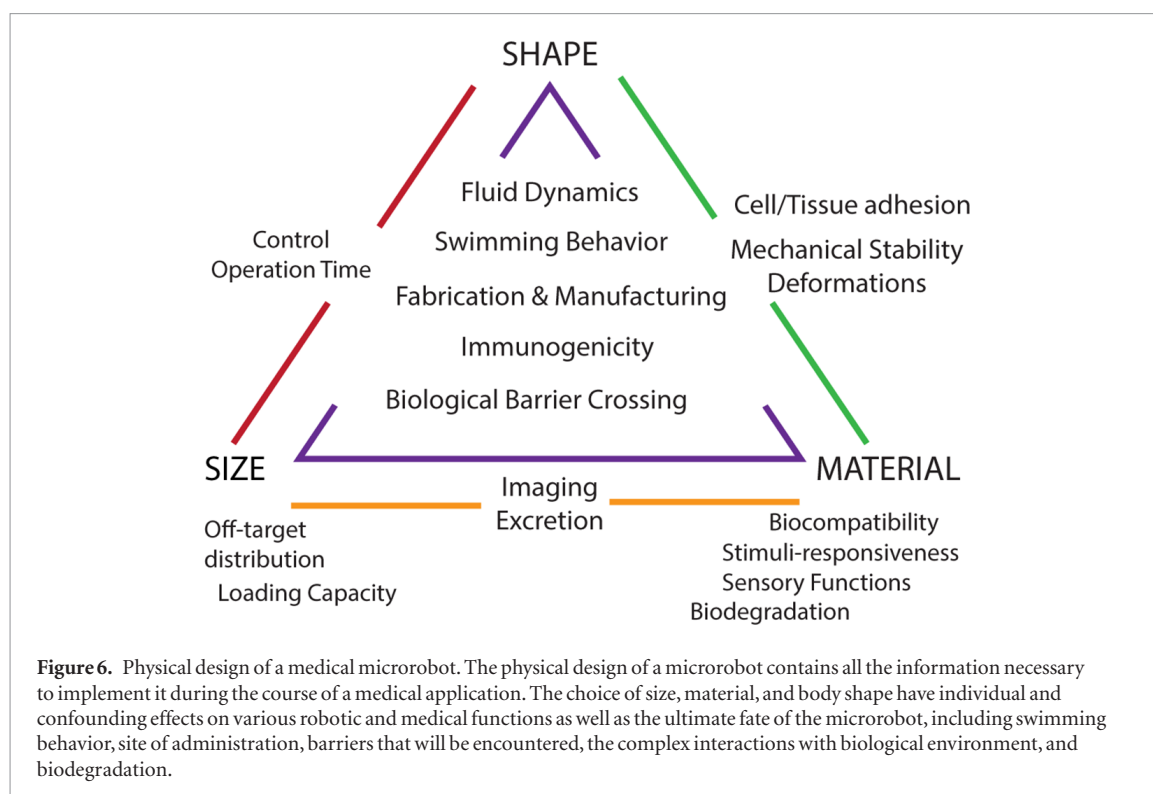 SHAPE
Fluid Dynamics
Cell/Tissue adhesion
Control
Swimming Behavior
Mechanical Stability
Operation Time
Deformations
Fabrication & Manufacturing
Immunogenicity
Biological Barrier Crossing
SIZE
MATERIAL
Imaging
Excretion
Off-target
distribution
Loading Capacity
Biocompatibility
Stimuli-responsiveness
Sensory Functions
Biodegradation
Figure 6. Physical design of a medical microrobot. The physical design of a microrobot contains all the information necessary
to implement it during the course of a medical application. The choice of size, material, and body shape have individual and
confounding effects on various robotic and medical functions as well as the ultimate fate of the microrobot, including swimming
behavior, site of administration, barriers that will be encountered, the complex interactions with biological environment, and
biodegradation.